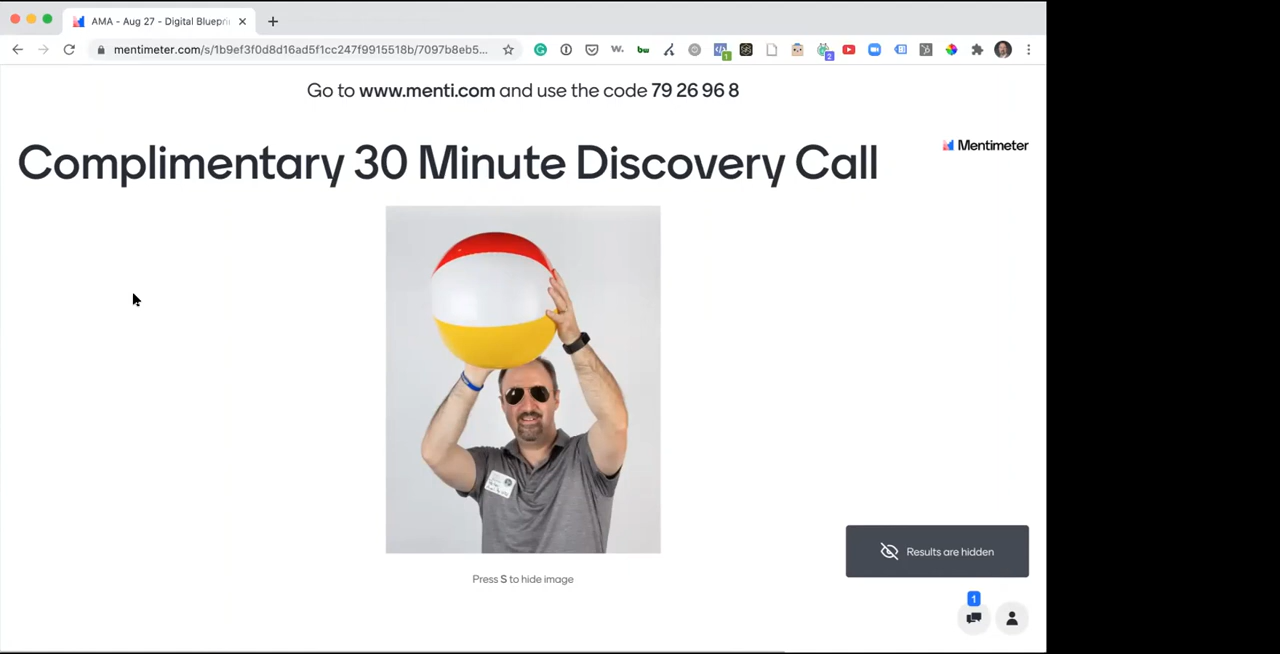 AMA - Aug 27 - Digital Blueprin
mentimeter.com/s/1b9ef3f0d8d16ad5f1cc247f9915518b/7097b8eb5...
Go to www.menti.com and use the code 79 26 96 8
Complimentary 30 Minute Discovery Call
Mentimeter
Press S to hide image
Results are hidden
1